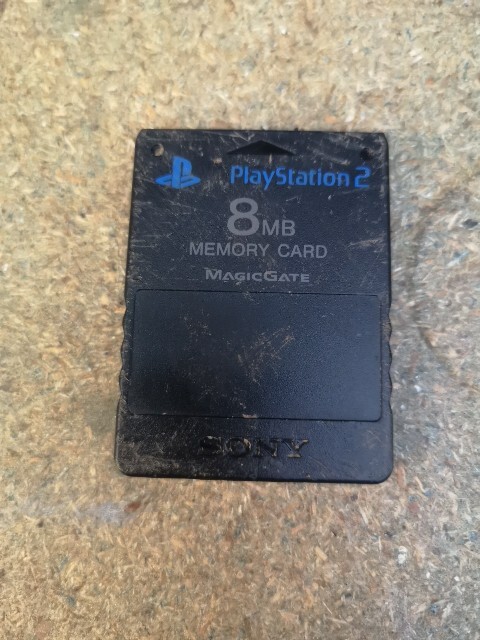 PlayStation 2
8MB
MEMORY CARD
MAGICGATE
SONY